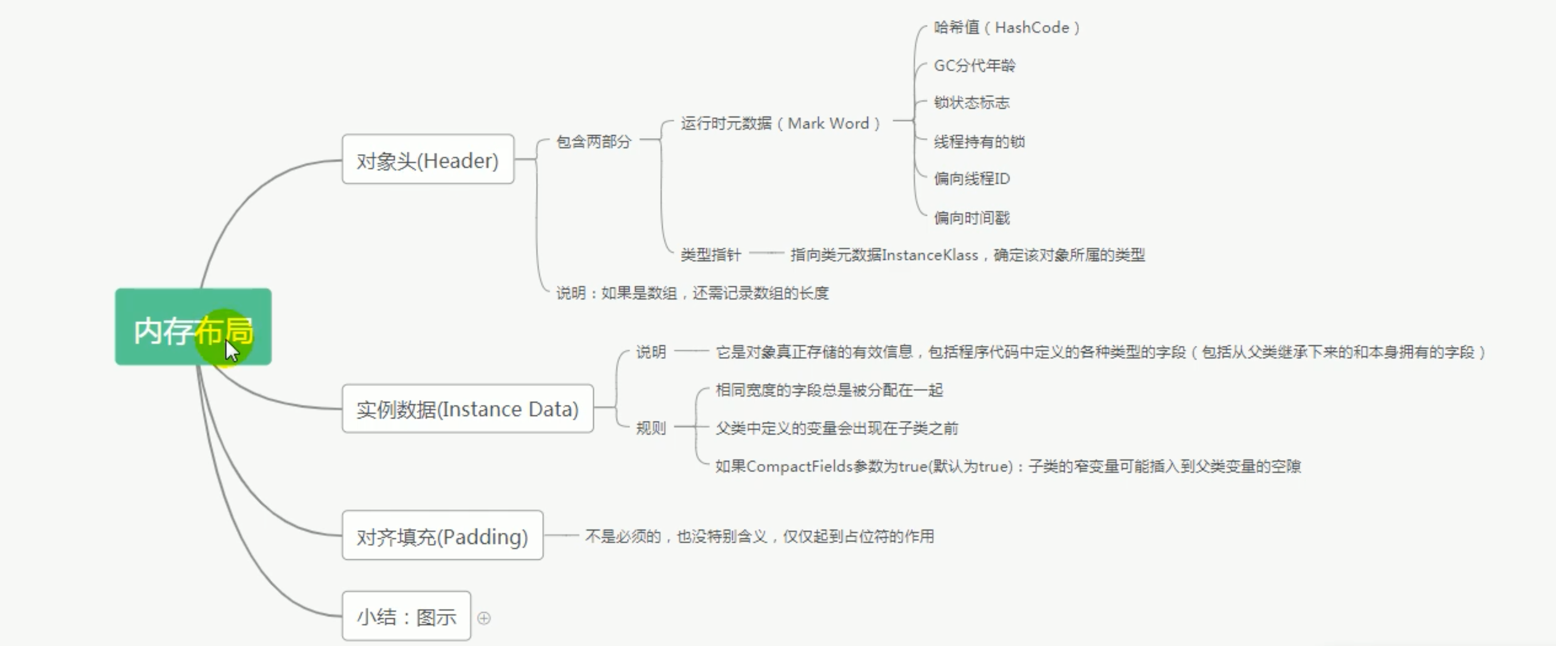 内存布局
对象头(Header)
包含两部分
运行时元数据（Mark Word）
哈希值（HashCode）
GC分代年龄
锁状态标志
线程持有的锁
偏向线程ID
偏向时间戳
类型指针
指向类元数据InstanceKlass，确定该对象所属的类型
说明：如果是数组，还需记录数组的长度
实例数据(Instance Data)
说明
它是对象真正存储的有效信息，包括程序代码中定义的各种类型的字段（包括从父类继承下来的和本身拥有的字段）
规则
相同宽度的字段总是被分配在一起
父类中定义的变量会出现在子类之前
如果CompactFields参数为true(默认为true)：子类的窄变量可能插入到父类变量的空隙
对齐填充(Padding)
不是必须的，也没特别含义，仅仅起到占位符的作用
小结：图示